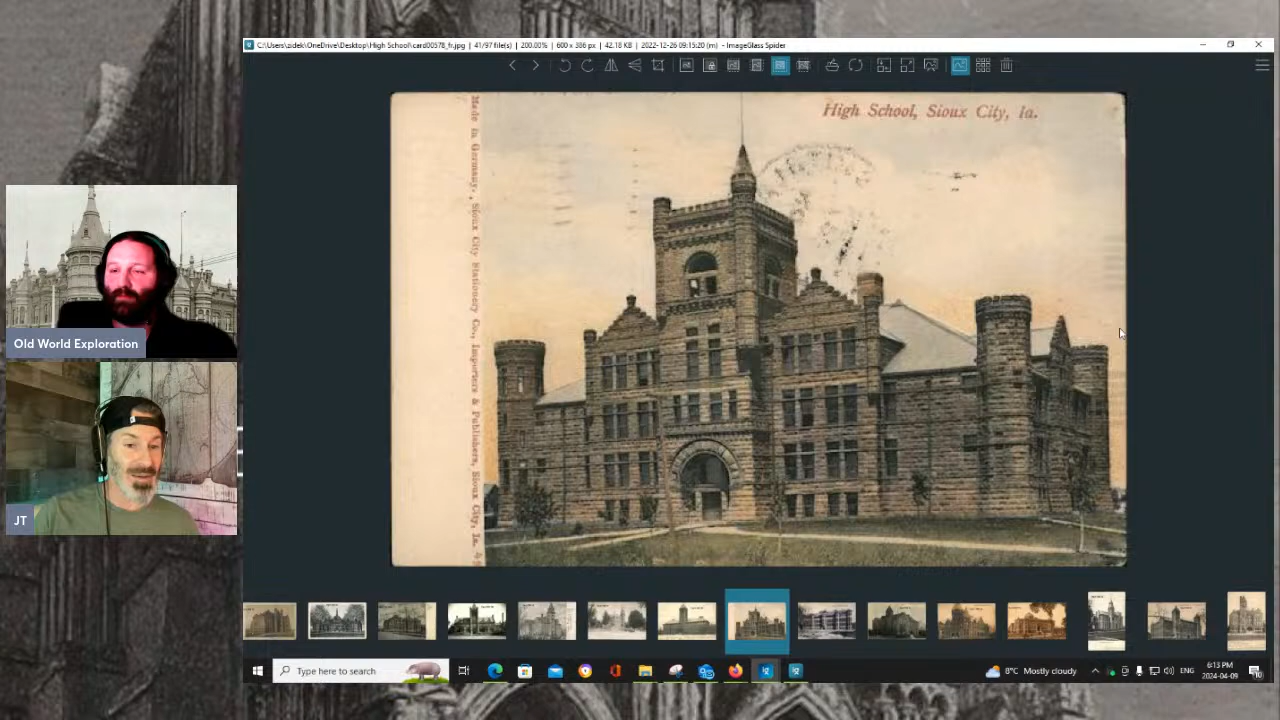 C:\Users\zidek\OneDrive\Desktop\High School\card00578_fr.jpg | 41/97 file(s) | 200.00% | 600 x 386 px | 42.18 KB | 2022-12-26 09:15:20 (m) - ImageGlass Spider
High School, Sioux City, Ia.
Made in Germany., Sioux City Stationery Co., Importers & Publishers, Sioux City, Ia.
Old World Exploration
JT
Type here to search
8°C Mostly cloudy
ENG
6:13 PM
2024-04-09